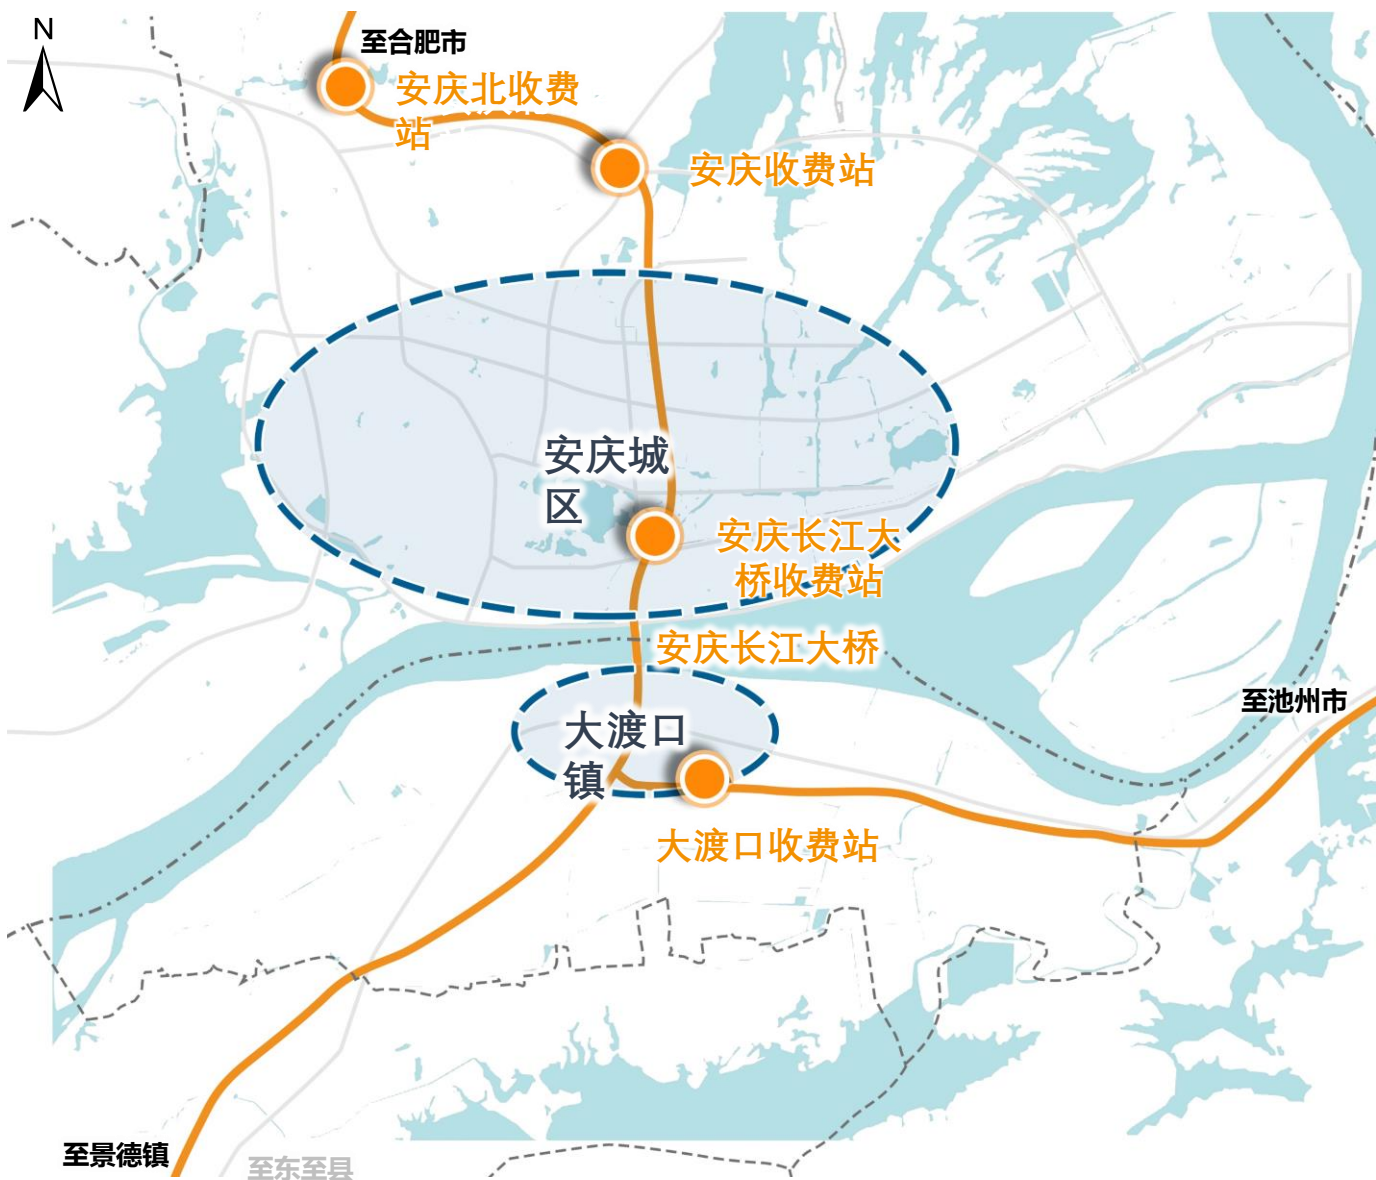 N
至合肥市
安庆北收费
站
安庆收费站
安庆城
区
安庆长江大
桥收费站
安庆长江大桥
至池州市
大渡口
镇
大渡口收费站
至景德镇
至东至县